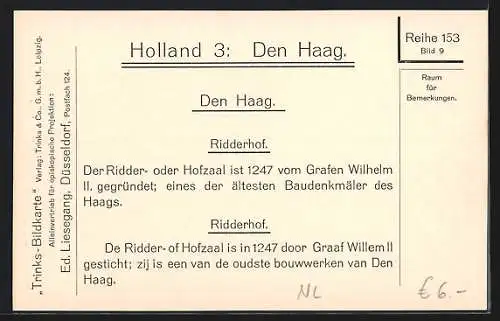 Holland 3: Den Haag.
Reihe 153
Bild 9
Raum
für
Bemerkungen.
Den Haag.
Ridderhof.
Der Ridder- oder Hofzaal ist 1247 vom Grafen Wilhelm
II. gegründet; eines der ältesten Baudenkmäler des
Haags.
Ridderhof.
De Ridder- of Hofzaal is in 1247 door Graaf Willem II
gesticht; zij is een van de oudste bouwwerken van Den
Haag.
NL
€ 6.-
„Trinks-Bildkarte“ Verlag: Trinks & Co., G. m. b. H., Leipzig.
Alleinvertrieb für episkopische Projektion:
Ed. Liesegang, Düsseldorf, Postfach 124.